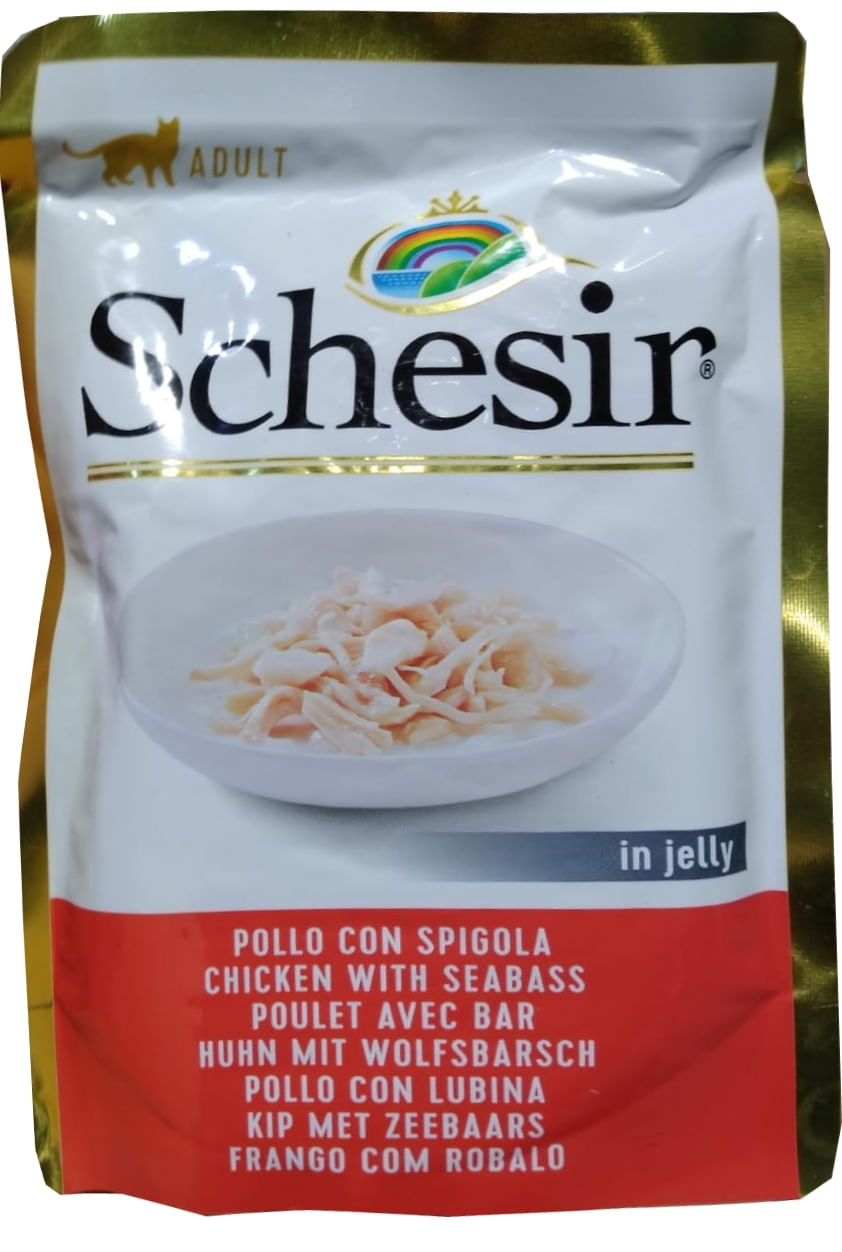 ADULT
Schesir®
in jelly
POLLO CON SPIGOLA
CHICKEN WITH SEABASS
POULET AVEC BAR
HUHN MIT WOLFSBARSCH
POLLO CON LUBINA
KIP MET ZEEBAARS
FRANGO COM ROBALO